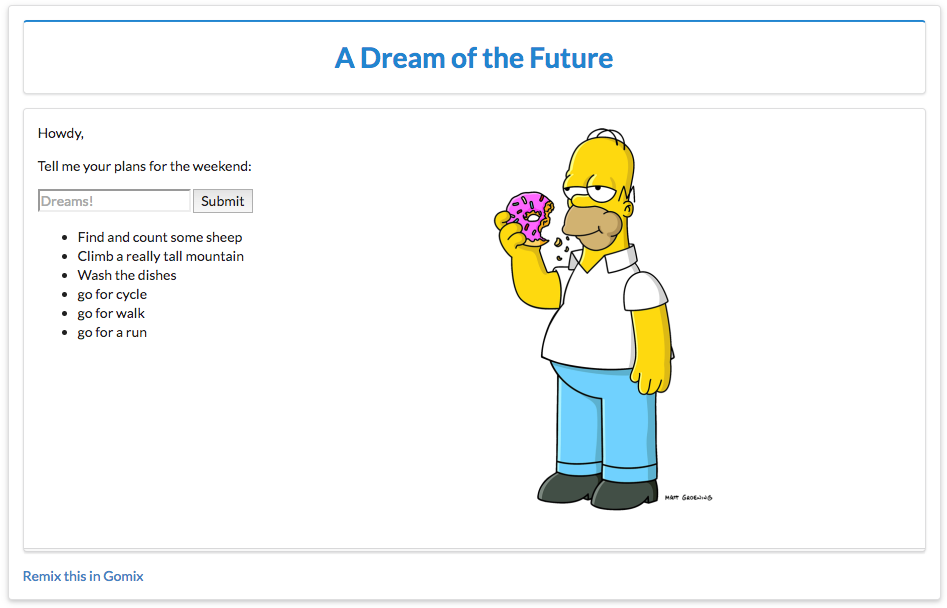 A Dream of the Future
Howdy,
Tell me your plans for the weekend:
Dreams! Submit
Find and count some sheep
Climb a really tall mountain
Wash the dishes
go for cycle
go for walk
go for a run
MATT GROENING
Remix this in Gomix